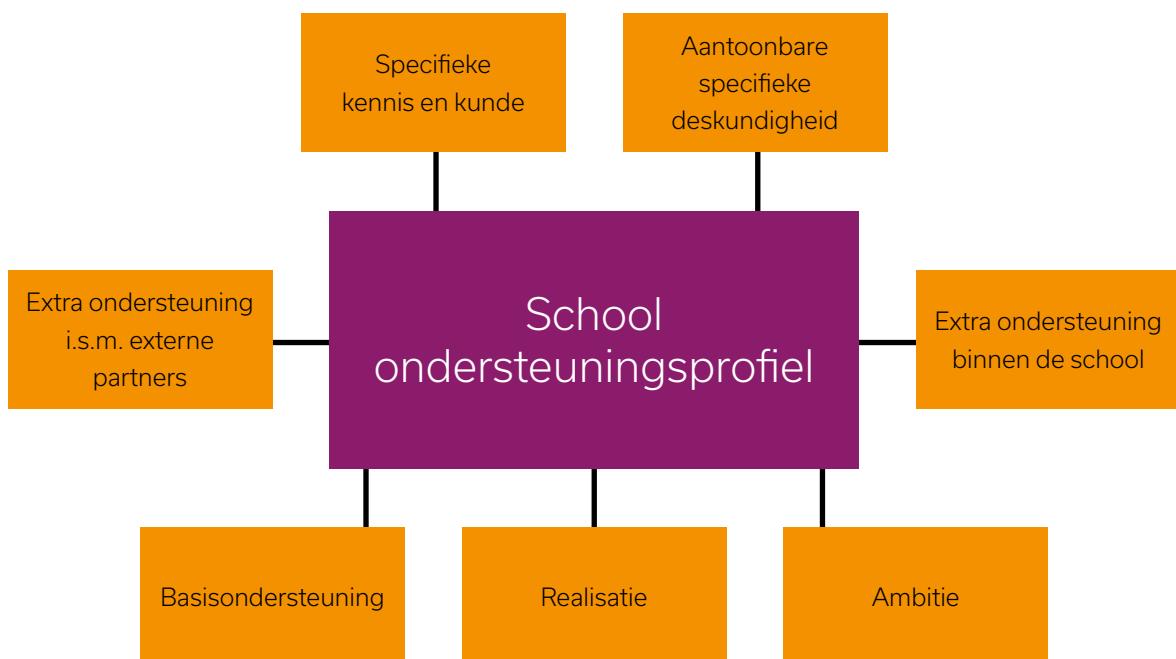 Specifieke
kennis en kunde
Aantoonbare
specifieke
deskundigheid
Extra ondersteuning
i.s.m. externe
partners
School
ondersteuningsprofiel
Extra ondersteuning
binnen de school
Basisondersteuning
Realisatie
Ambitie